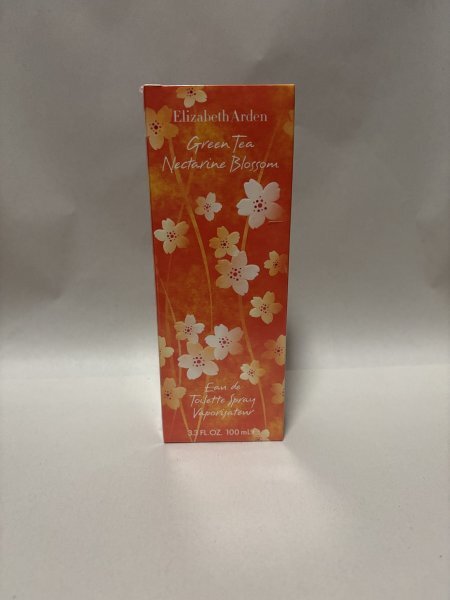 Elizabeth Arden
Green Tea
Nectarine Blossom
Eau de
Toilette Spray
Vaporisateur
3.3 FL.OZ. 100 mL